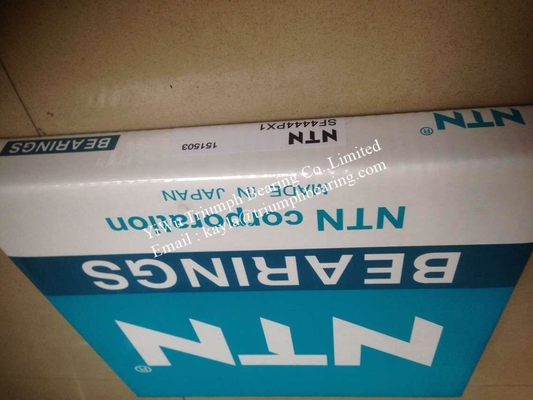 NTN®
NTN
SF4444PX1
151503
BEARINGS
MADE IN JAPAN
NTN corporation
BEARINGS
NTN®
YiWu Triumph Bearing Co. Limited
Email : kayla@triumphbearing.com